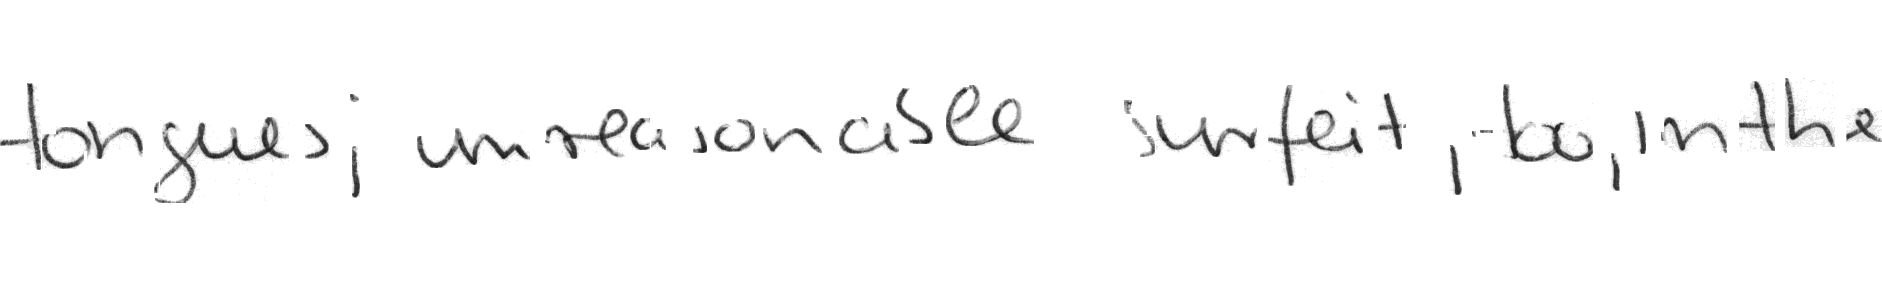 tongues; unreasonable surfeit, too, in the